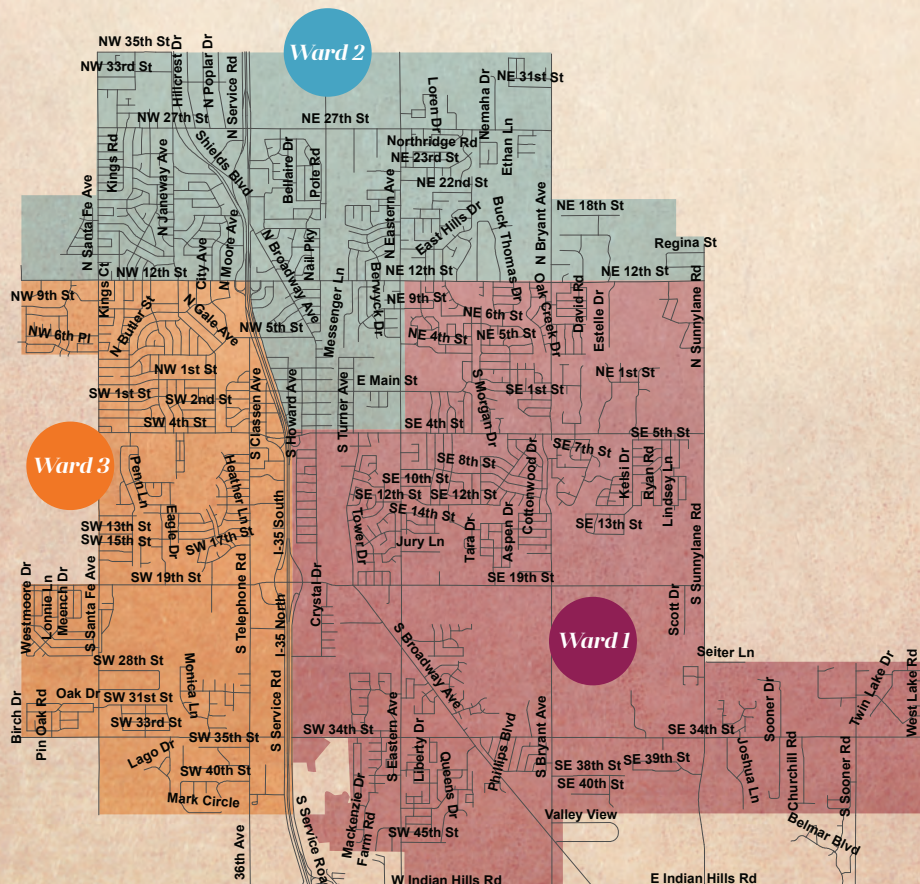 NW 35th St
Ward 2
NW 33rd St
Hillcrest Dr
N Poplar Dr
N Service Rd
Loren Dr
Nemaha Dr
NE 31st St
NW 27th St
NE 27th St
Shields Blvd
Northridge Rd
NE 23rd St
Ethan Ln
Kings Rd
N Janeway Ave
Bellaire Dr
Pole Rd
NE 22nd St
N Santa Fe Ave
N Eastern Ave
Buck Thomas Dr
N Bryant Ave
NE 18th St
East Hills Dr
City Ave
N Moore Ave
N Broadway Ave
Nail Pky
Regina St
NW 12th St
Berwyck Dr
NE 12th St
NE 12th St
Messenger Ln
Oak Creek Dr
David Rd
Estelle Dr
N Sunnylane Rd
NW 9th St
Kings Ct
N Butler St
N Gale Ave
NE 9th St
NE 6th St
NW 6th Pl
NW 5th St
NE 4th St
NE 5th St
NW 1st St
E Main St
NE 1st St
SW 1st St
SW 2nd St
S Classen Ave
S Howard Ave
S Turner Ave
S Morgan Dr
SE 1st St
SW 4th St
SE 4th St
SE 5th St
Ward 3
Penn Ln
Heather Ln
SE 8th St
SE 7th St
Cottonwood Dr
Kelsi Dr
Ryan Rd
Lindsey Ln
SE 10th St
SE 12th St
SE 12th St
SW 13th St
SW 15th St
Eagle Dr
SW 17th St
I-35 South
Tower Dr
SE 14th St
Jury Ln
Tara Dr
Aspen Dr
SE 13th St
S Sunnylane Rd
SW 19th St
SE 19th St
Westmoore Dr
Lonnie Ln
Meench Dr
S Santa Fe Ave
S Telephone Rd
I-35 North
Crystal Dr
S Broadway Ave
Ward 1
Scott Dr
SW 28th St
Seiter Ln
Birch Dr
Pin Oak Rd
Oak Dr
SW 31st St
Monica Ln
S Service Rd
SW 33rd St
SW 35th St
SW 34th St
S Eastern Ave
Liberty Dr
Phillips Blvd
S Bryant Ave
SE 34th St
Sooner Dr
Twin Lake Dr
West Lake Rd
Lago Dr
SW 40th St
Mark Circle
Queens Dr
SE 38th St
SE 39th St
SE 40th St
Joshua Ln
Churchill Rd
S Sooner Rd
36th Ave
S Service Road
Mackenzie Dr
Farm Rd
SW 45th St
Valley View
Belmar Blvd
W Indian Hills Rd
E Indian Hills Rd